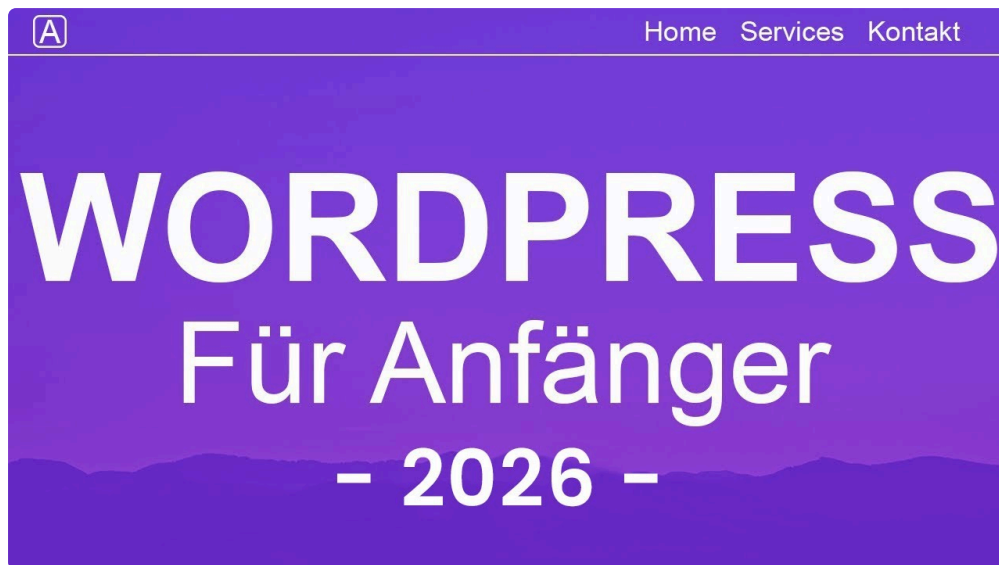 A
Home Services Kontakt
WORDPRESS
Für Anfänger
- 2026 -